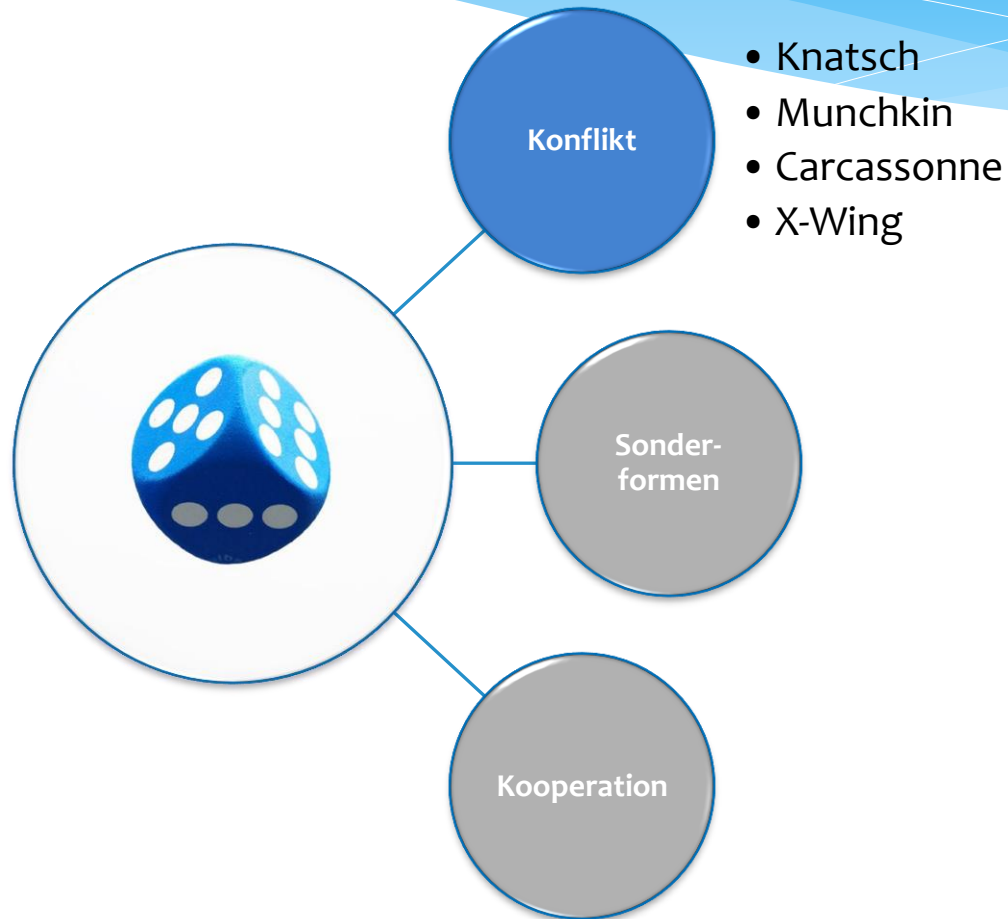 Konflikt
• Knatsch
• Munchkin
• Carcassonne
• X-Wing
Sonder-
formen
Kooperation